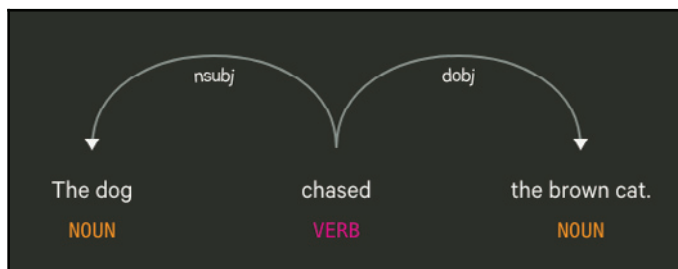 nsubj dobj
The dog chased the brown cat.
NOUN VERB NOUN